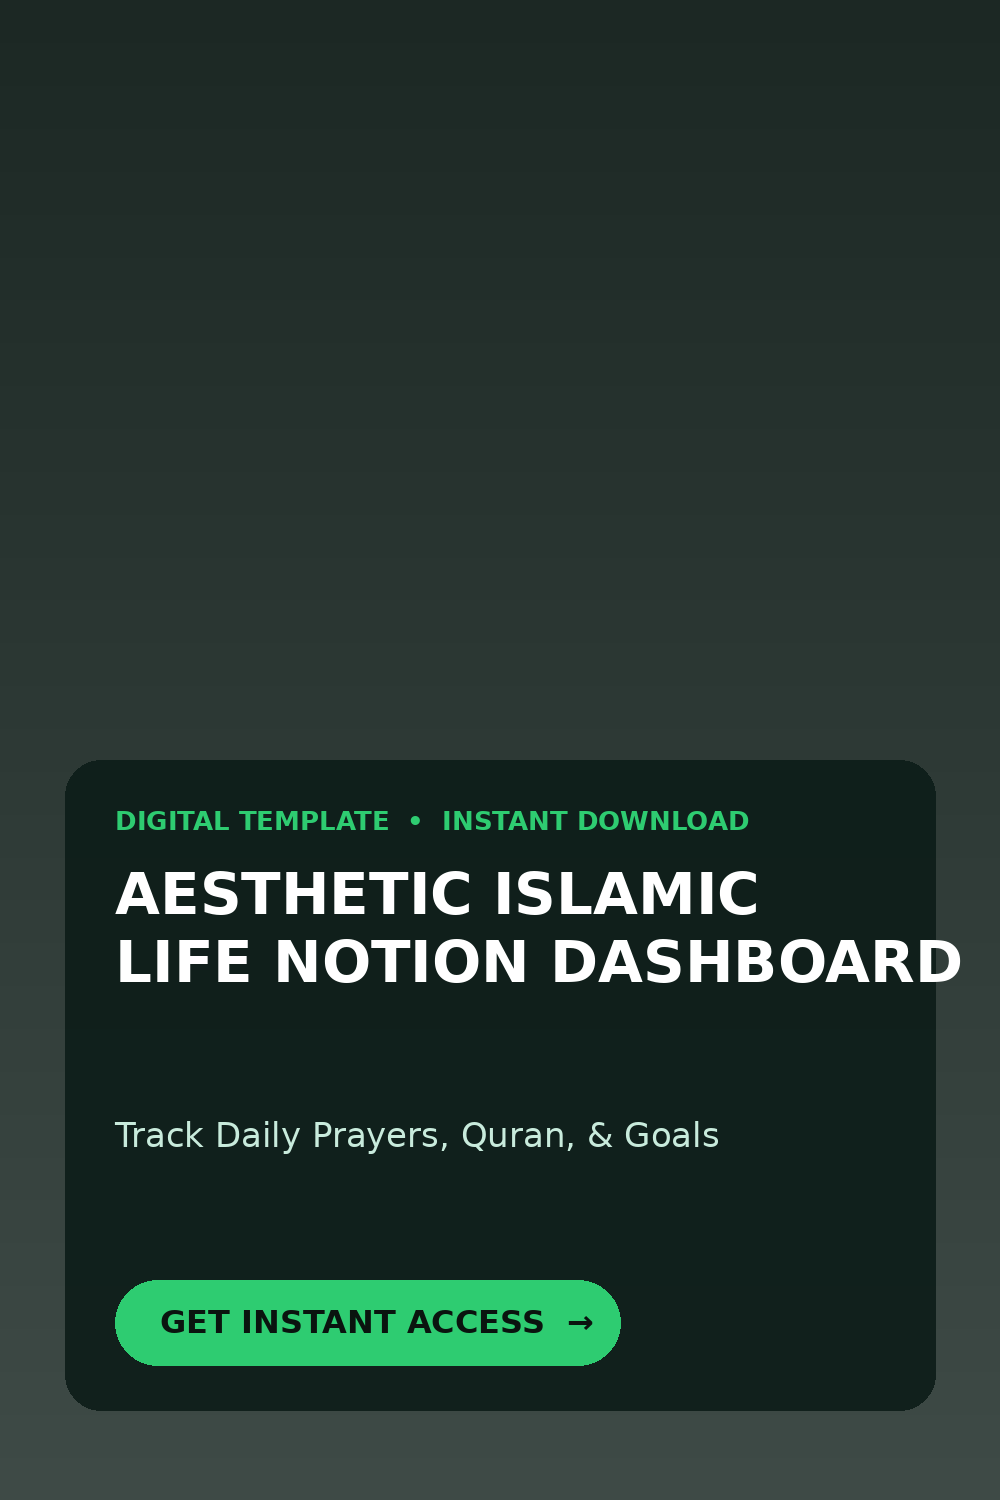 DIGITAL TEMPLATE • INSTANT DOWNLOAD
AESTHETIC ISLAMIC
LIFE NOTION DASHBOARD
Track Daily Prayers, Quran, & Goals
GET INSTANT ACCESS →